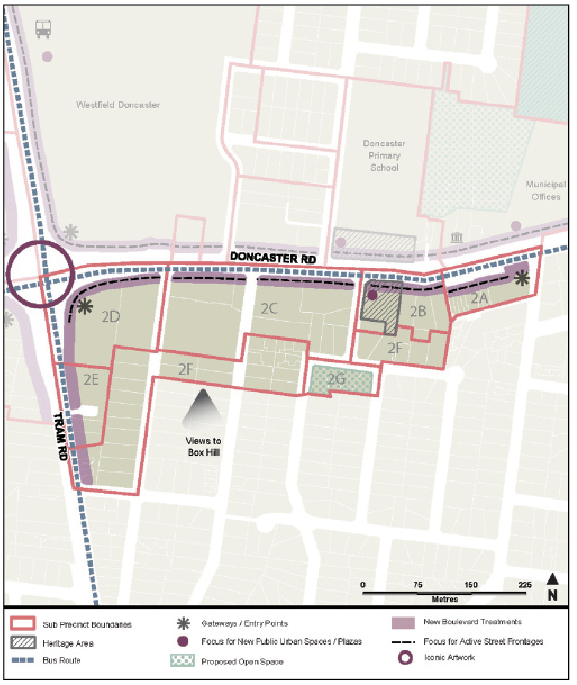 Westfield Doncaster
Doncaster
Primary
School
Municipal
Offices
DONCASTER RD
2A
2B
2C
2D
2E
2F
2F
2G
TRAM RD
Views to
Box Hill
0 75 150 225
Metres
N
Sub Precinct Boundaries
Heritage Area
Bus Route
Gateways / Entry Points
Focus for New Public Urban Spaces / Plazas
Proposed Open Space
New Boulevard Treatments
Focus for Active Street Frontages
Iconic Artwork